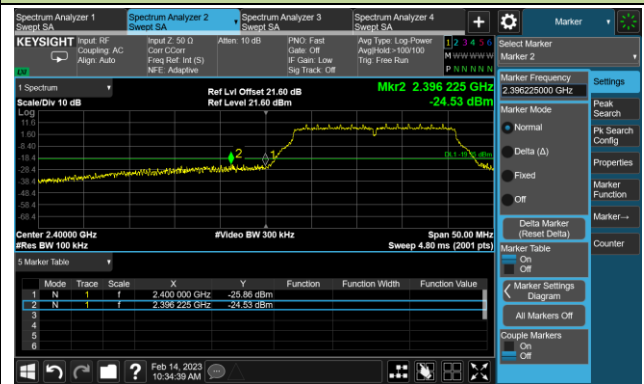 Spectrum Analyzer 1
Swept SA
Spectrum Analyzer 2
Swept SA
Spectrum Analyzer 3
Swept SA
Spectrum Analyzer 4
Swept SA
+
Marker
KEYSIGHT
Input: RF
Coupling: AC
Align: Auto
Input Z: 50 Ω
Corr CCorr
Freq Ref: Int (S)
NFE: Adaptive
Atten: 10 dB
PNO: Fast
Gate: Off
IF Gain: Low
Sig Track: Off
Avg Type: Log-Power
Avg|Hold:>100/100
Trig: Free Run
1 2 3 4 5 6
M W W W W W
P N N N N N
Select Marker
Marker 2
1 Spectrum
Scale/Div 10 dB
Ref Lvl Offset 21.60 dB
Ref Level 21.60 dBm
Mkr2 2.396 225 GHz
-24.53 dBm
Log
11.6
1.60
-8.40
-18.4
-28.4
-38.4
-48.4
-58.4
-68.4
2
1
Center 2.40000 GHz
#Res BW 100 kHz
#Video BW 300 kHz
Span 50.00 MHz
Sweep 4.80 ms (2001 pts)
5 Marker Table
Mode Trace Scale X Y Function Function Width Function Value
1 N 1 f 2.400 000 GHz -25.86 dBm
2 N 1 f 2.396 225 GHz -24.53 dBm
3
4
5
6
Marker Frequency
2.396225000 GHz
Marker Mode
Normal
Delta (Δ)
Fixed
Off
Delta Marker
(Reset Delta)
Marker Table
On
Off
Marker Settings
Diagram
All Markers Off
Couple Markers
On
Off
Settings
Peak
Search
Pk Search
Config
Properties
Marker
Function
Marker→
Counter
Feb 14, 2023
10:34:39 AM